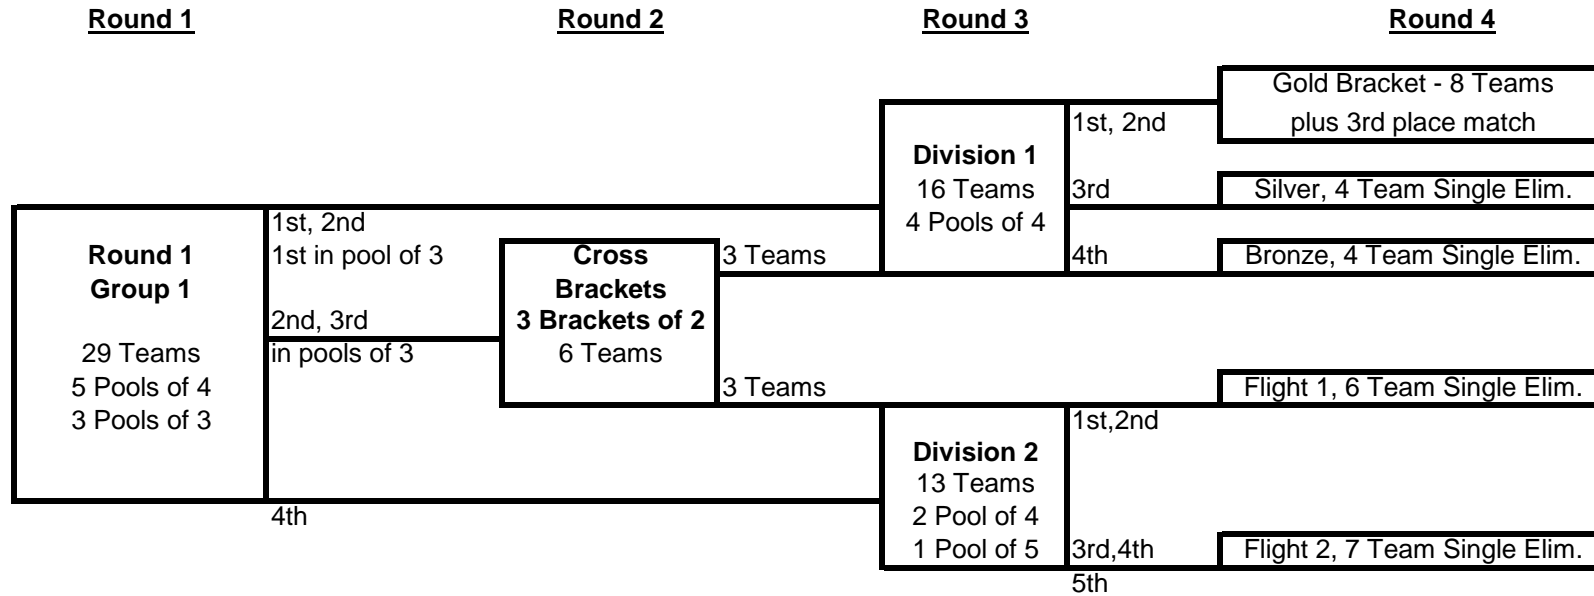 Round 1
Round 2
Round 3
Round 4
Gold Bracket - 8 Teams
plus 3rd place match
1st, 2nd
Division 1
16 Teams
4 Pools of 4
3rd
Silver, 4 Team Single Elim.
4th
Bronze, 4 Team Single Elim.
Round 1
Group 1
29 Teams
5 Pools of 4
3 Pools of 3
1st, 2nd
1st in pool of 3
2nd, 3rd
in pools of 3
4th
Cross
Brackets
3 Brackets of 2
6 Teams
3 Teams
3 Teams
Flight 1, 6 Team Single Elim.
1st,2nd
Division 2
13 Teams
2 Pool of 4
1 Pool of 5
3rd,4th
5th
Flight 2, 7 Team Single Elim.